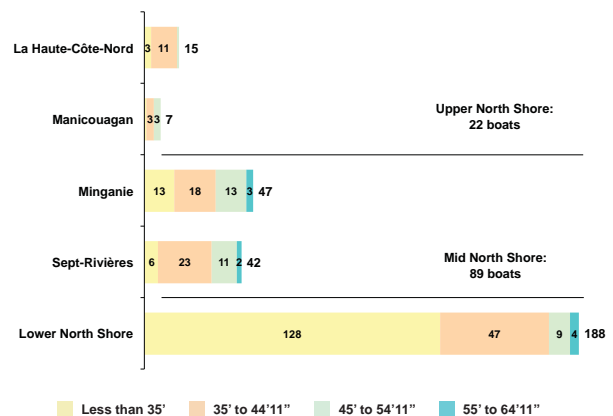 La Haute-Côte-Nord 3 11 15
Manicouagan 3 3 7
Upper North Shore:
22 boats
Minganie 13 18 13 3 47
Sept-Rivières 6 23 11 2 42
Mid North Shore:
89 boats
Lower North Shore 128 47 9 4 188
Less than 35’ 35’ to 44’11” 45’ to 54’11” 55’ to 64’11”